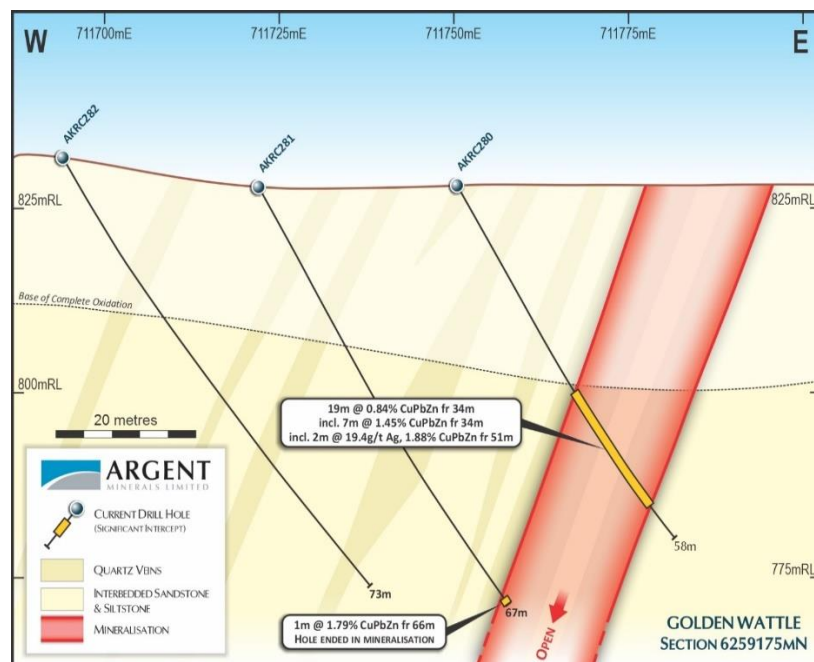 711700mE 711725mE 711750mE 711775mE
W E
AKRC282
AKRC281
AKRC280
825mRL 825mRL
Base of Complete Oxidation
800mRL 800mRL
20 metres
19m @ 0.84% CuPbZn fr 34m
incl. 7m @ 1.45% CuPbZn fr 34m
incl. 2m @ 19.4g/t Ag, 1.88% CuPbZn fr 51m
ARGENT
MINERALS LIMITED
CURRENT DRILL HOLE
(SIGNIFICANT INTERCEPT)
QUARTZ VEINS
INTERBEDDED SANDSTONE
& SILTSTONE
MINERALISATION
58m
73m
775mRL
67m
1m @ 1.79% CuPbZn fr 66m
HOLE ENDED IN MINERALISATION
OPEN
GOLDEN WATTLE
SECTION 6259175MN